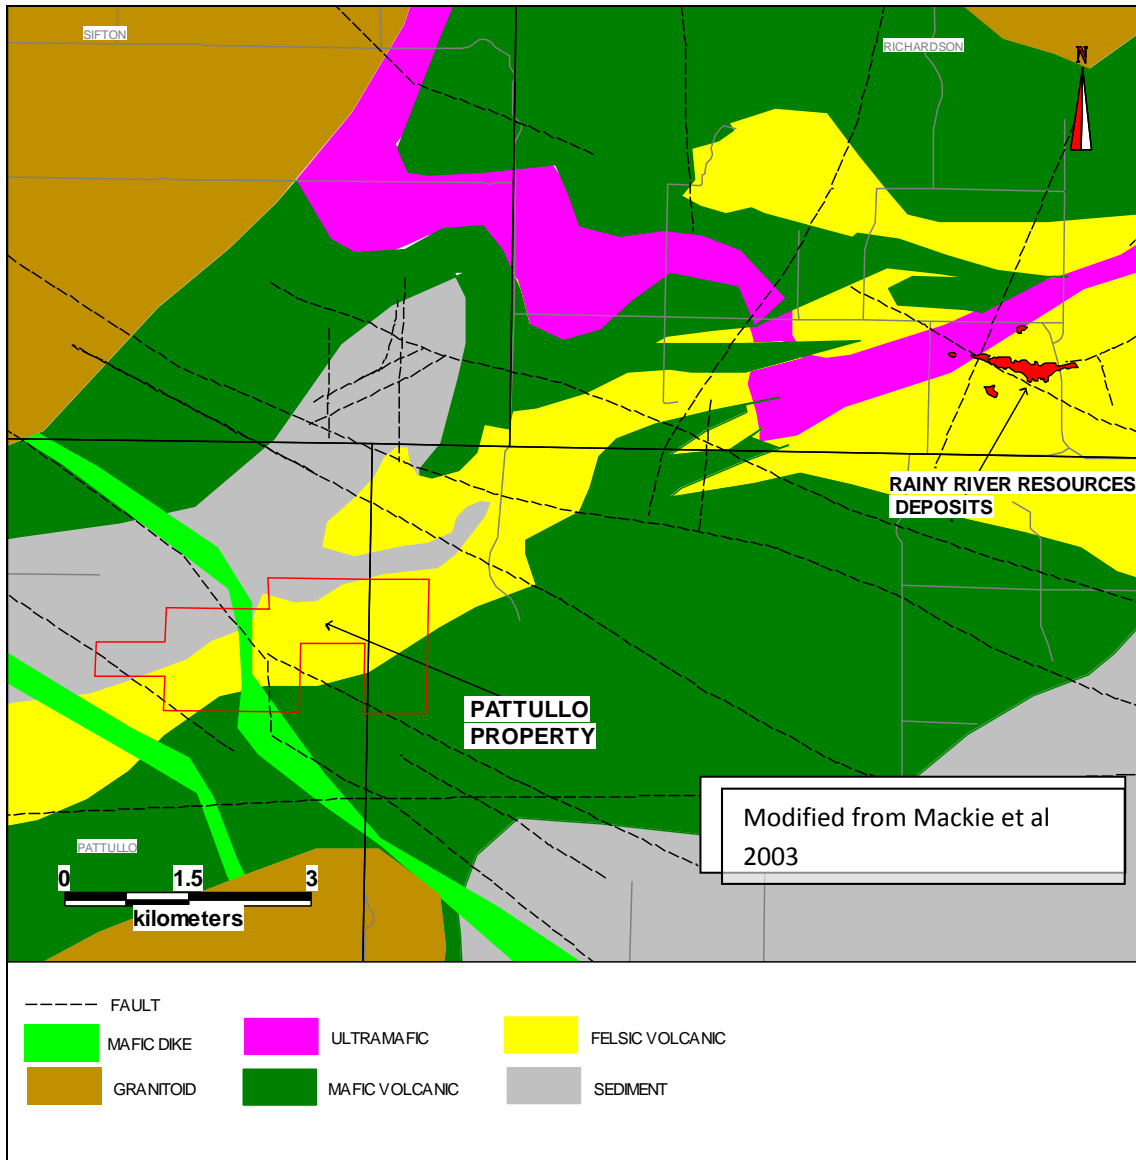 SIFTON
RICHARDSON
N
RAINY RIVER RESOURCES
DEPOSITS
PATTULLO
PROPERTY
Modified from Mackie et al
2003
PATTULLO
0 1.5 3
kilometers
FAULT
MAFIC DIKE
ULTRAMAFIC
FELSIC VOLCANIC
GRANITOID
MAFIC VOLCANIC
SEDIMENT